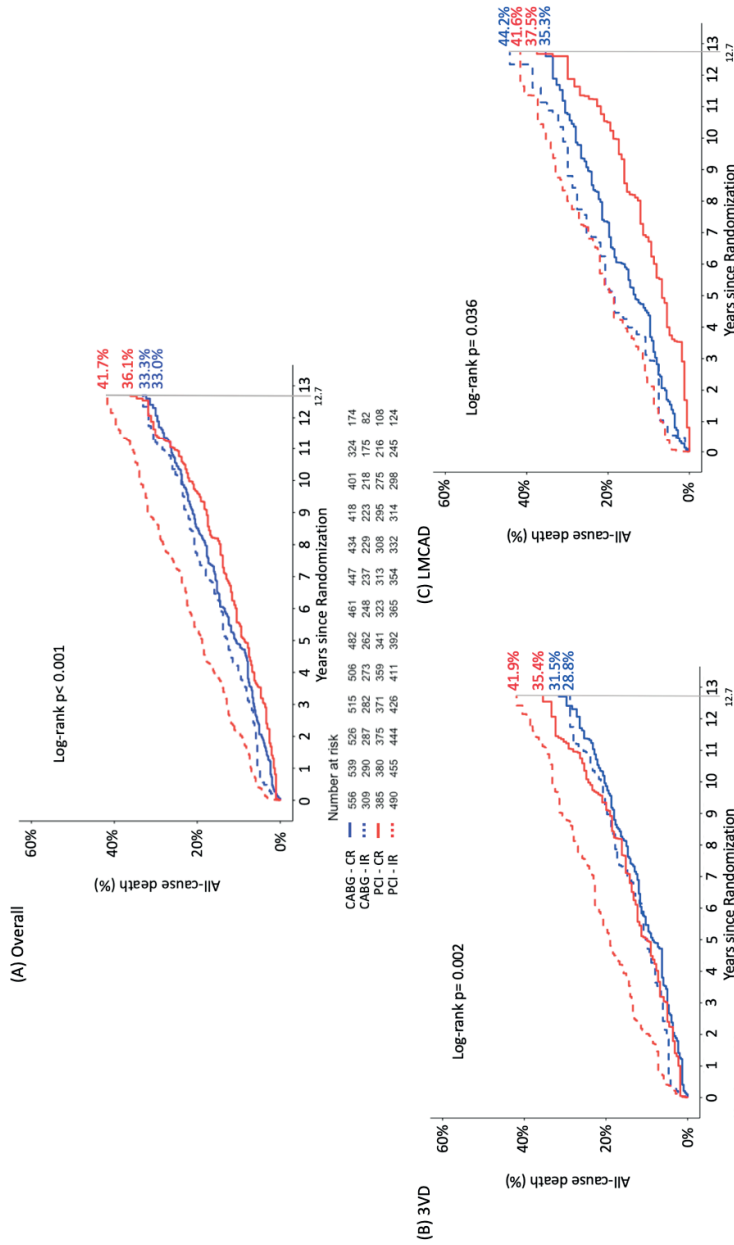 (A) Overall
60%
40%
20%
0%
All-cause death (%)
Log-rank p< 0.001
41.7%
36.1%
33.3%
33.0%
0 1 2 3 4 5 6 7 8 9 10 11 12 13
12.7
Years since Randomization
Number at risk
CABG - CR 556 539 526 515 506 482 461 447 434 418 401 324 174
CABG - IR 309 290 287 282 273 262 248 237 229 223 218 175 82
PCI - CR 385 380 375 371 359 341 323 313 308 295 275 216 108
PCI - IR 490 455 444 426 411 392 365 354 332 314 298 245 124
(B) 3VD
60%
40%
20%
0%
All-cause death (%)
Log-rank p= 0.002
41.9%
35.4%
31.5%
28.8%
0 1 2 3 4 5 6 7 8 9 10 11 12 13
12.7
Years since Randomization
(C) LMCAD
60%
40%
20%
0%
All-cause death (%)
Log-rank p= 0.036
44.2%
41.6%
37.5%
35.3%
0 1 2 3 4 5 6 7 8 9 10 11 12 13
12.7
Years since Randomization